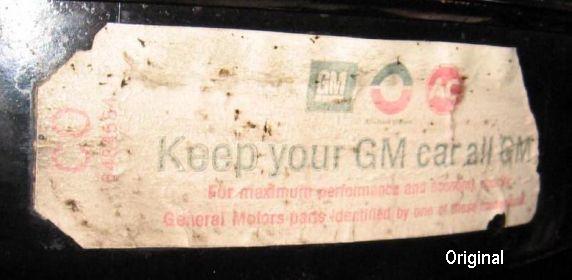 GM
AC
Keep your GM car all GM
For maximum performance and economy
General Motors parts identified by one of these
Original